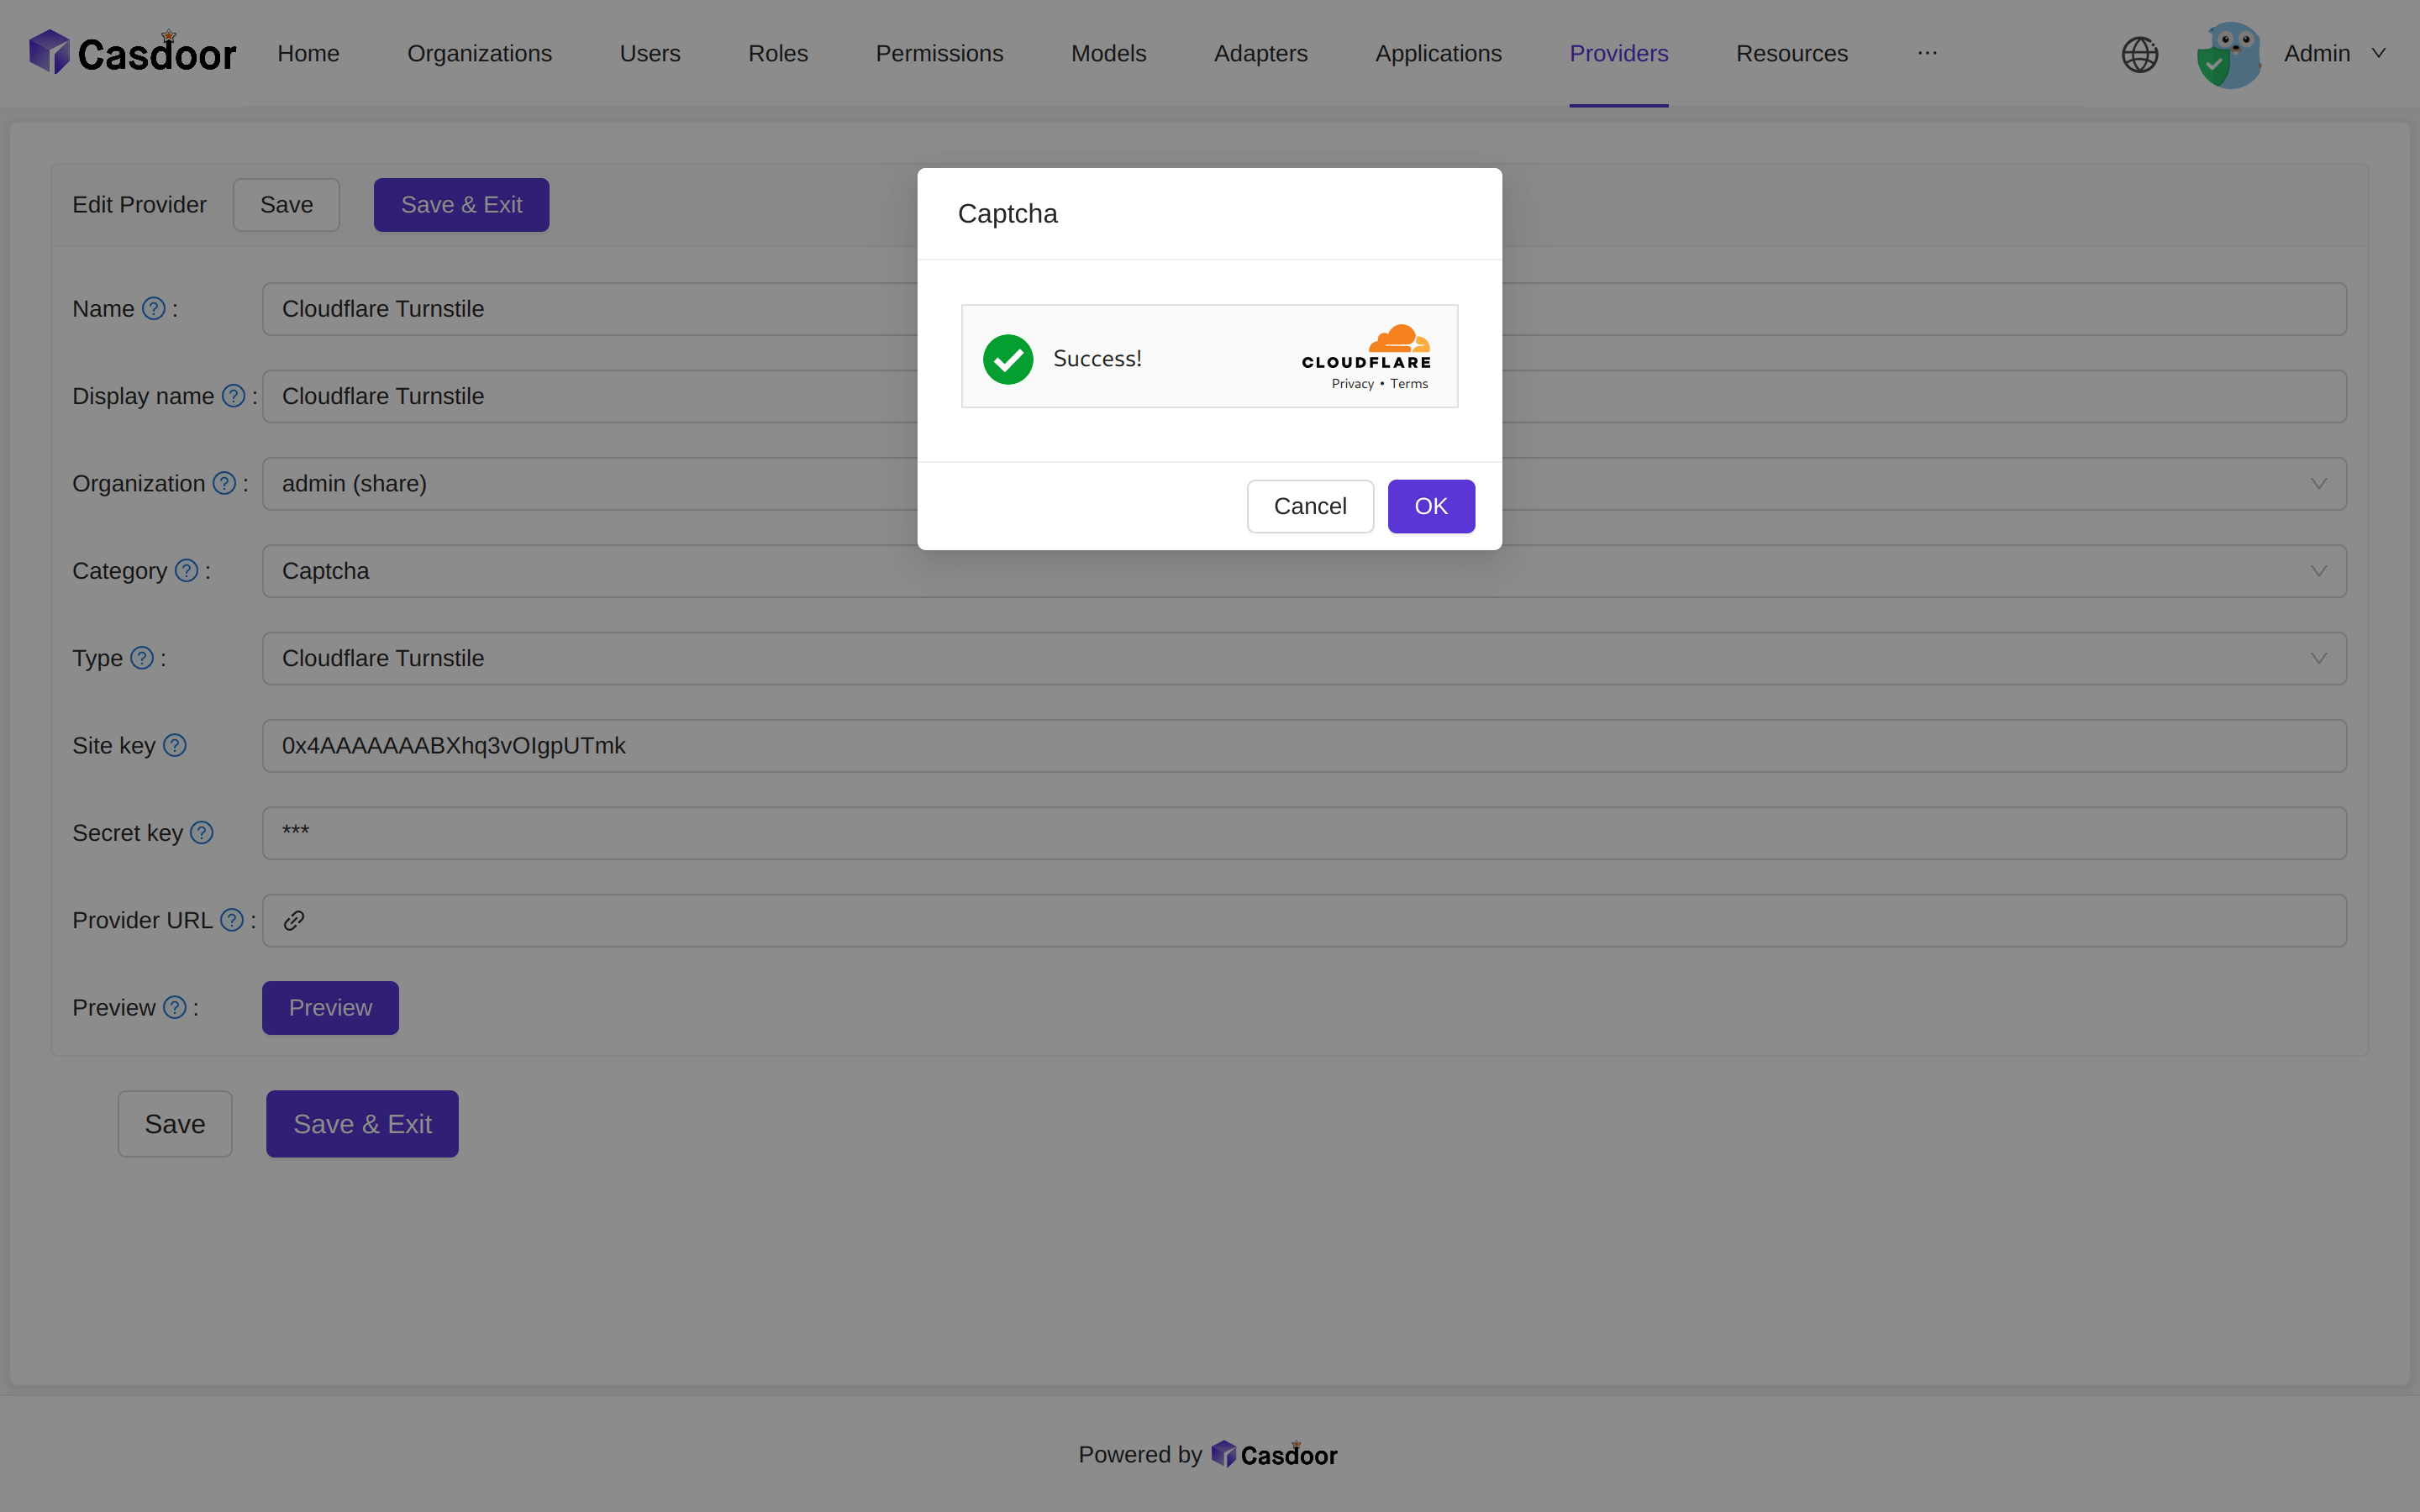 Casdoor Home Organizations Users Roles Permissions Models Adapters Applications Providers Resources ··· Admin
Edit Provider Save Save & Exit
Captcha
Success!
CLOUDFLARE
Privacy • Terms
Cancel OK
Name ? : Cloudflare Turnstile
Display name ? : Cloudflare Turnstile
Organization ? : admin (share)
Category ? : Captcha
Type ? : Cloudflare Turnstile
Site key ? 0x4AAAAAAABXhq3vOIgpUTmk
Secret key ? ***
Provider URL ? :
Preview ? : Preview
Save Save & Exit
Powered by Casdoor